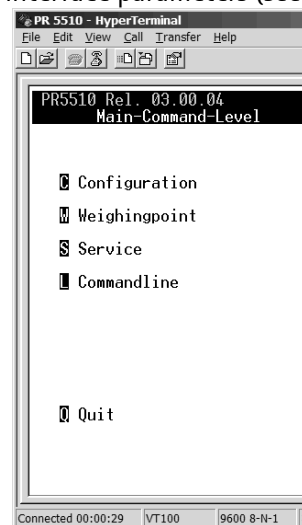 PR 5510 - HyperTerminal
File Edit View Call Transfer Help
PR5510 Rel. 03.00.04
Main-Command-Level
C Configuration
W Weighingpoint
S Service
L Commandline
Q Quit
Connected 00:00:29 VT100 9600 8-N-1